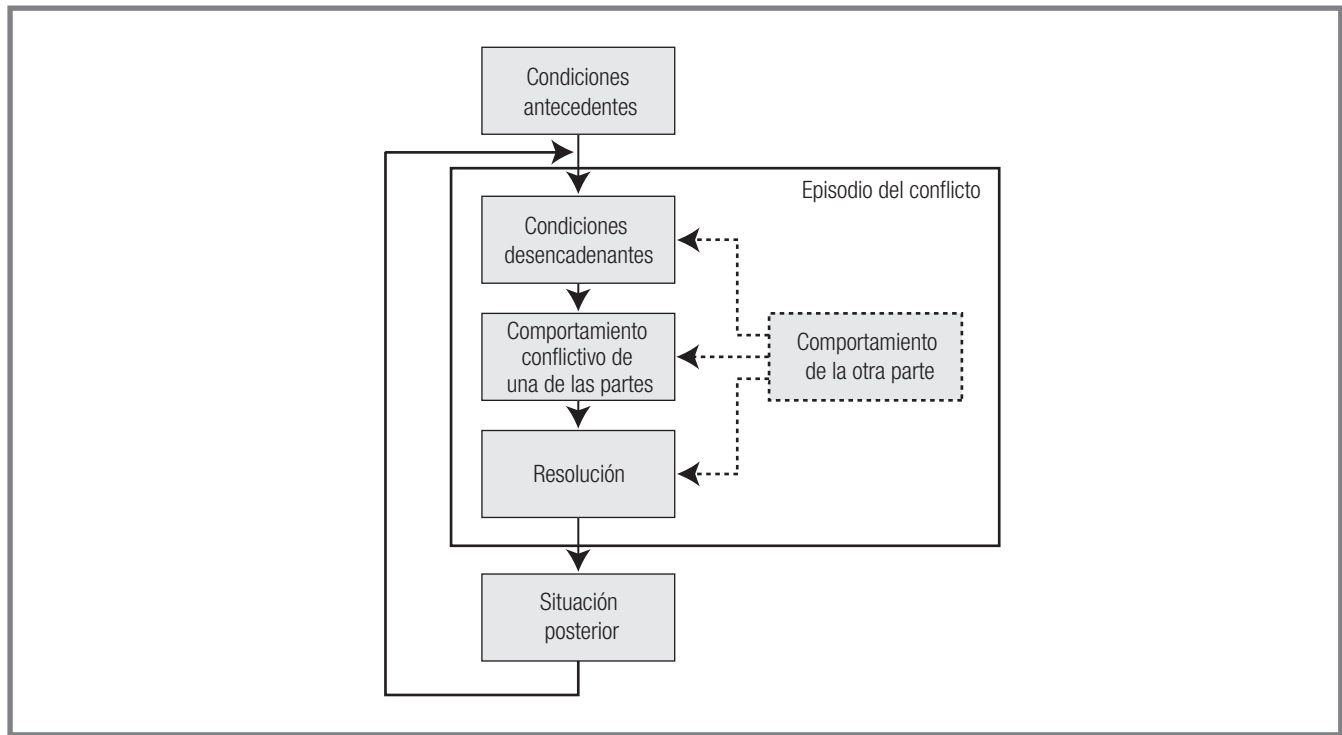 Condiciones
antecedentes
Episodio del conflicto
Condiciones
desencadenantes
Comportamiento
conflictivo de
una de las partes
Comportamiento
de la otra parte
Resolución
Situación
posterior